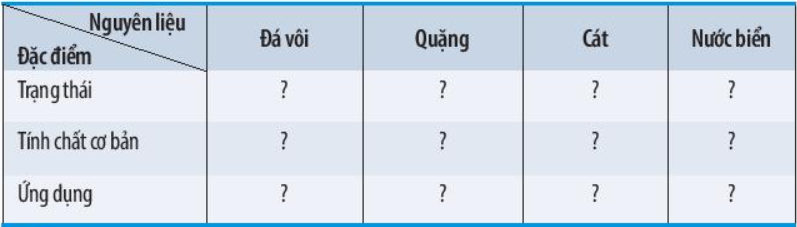 Nguyên liệu
Đặc điểm
Đá vôi Quặng Cát Nước biển
Trạng thái ? ? ? ?
Tính chất cơ bản ? ? ? ?
Ứng dụng ? ? ? ?